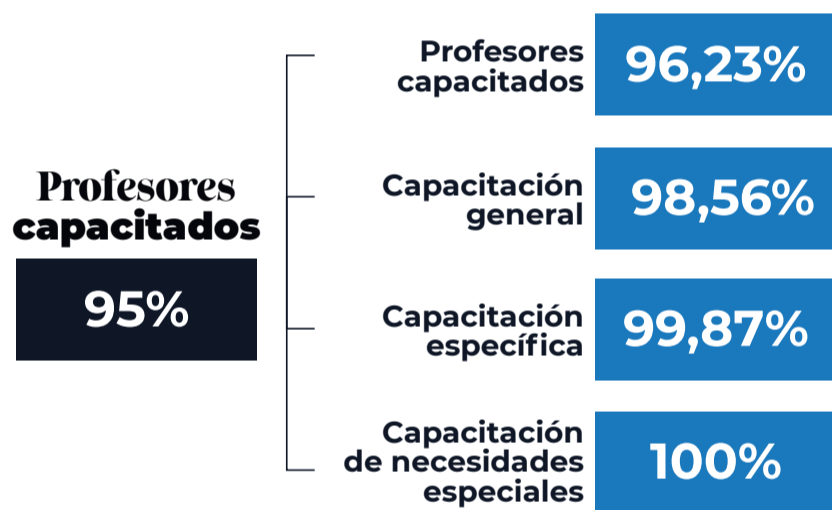 Profesores
capacitados
95%
Profesores
capacitados
96,23%
Capacitación
general
98,56%
Capacitación
específica
99,87%
Capacitación
de necesidades
especiales
100%